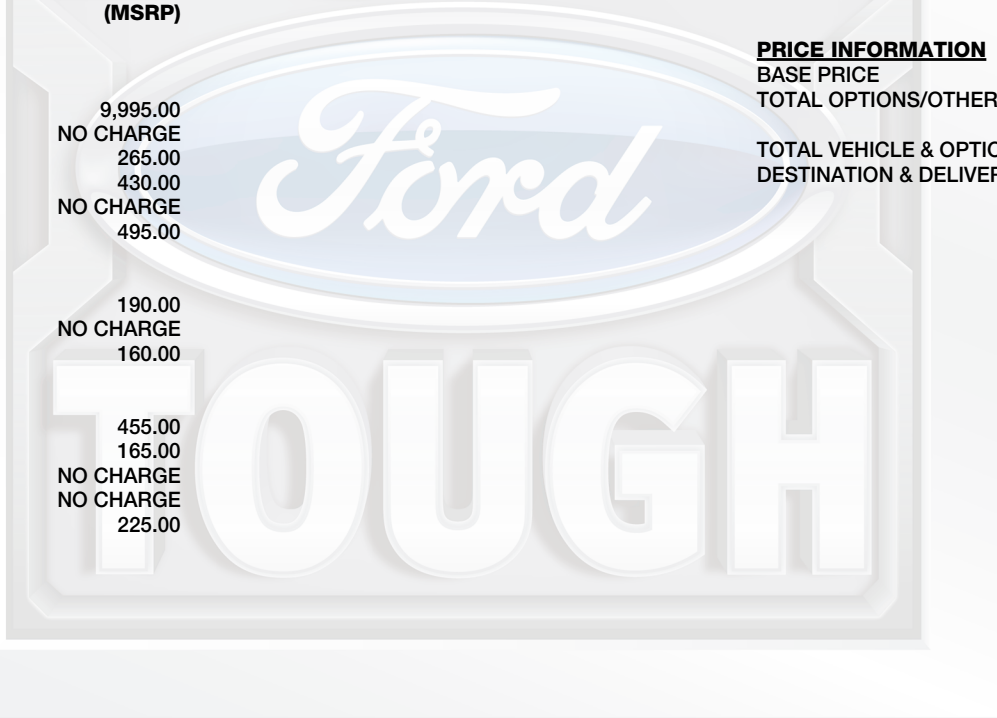 (MSRP)
9,995.00
NO CHARGE
265.00
430.00
NO CHARGE
495.00
190.00
NO CHARGE
160.00
455.00
165.00
NO CHARGE
NO CHARGE
225.00
PRICE INFORMATION
BASE PRICE
TOTAL OPTIONS/OTHER
TOTAL VEHICLE & OPTIO
DESTINATION & DELIVER
Ford
TOUGH